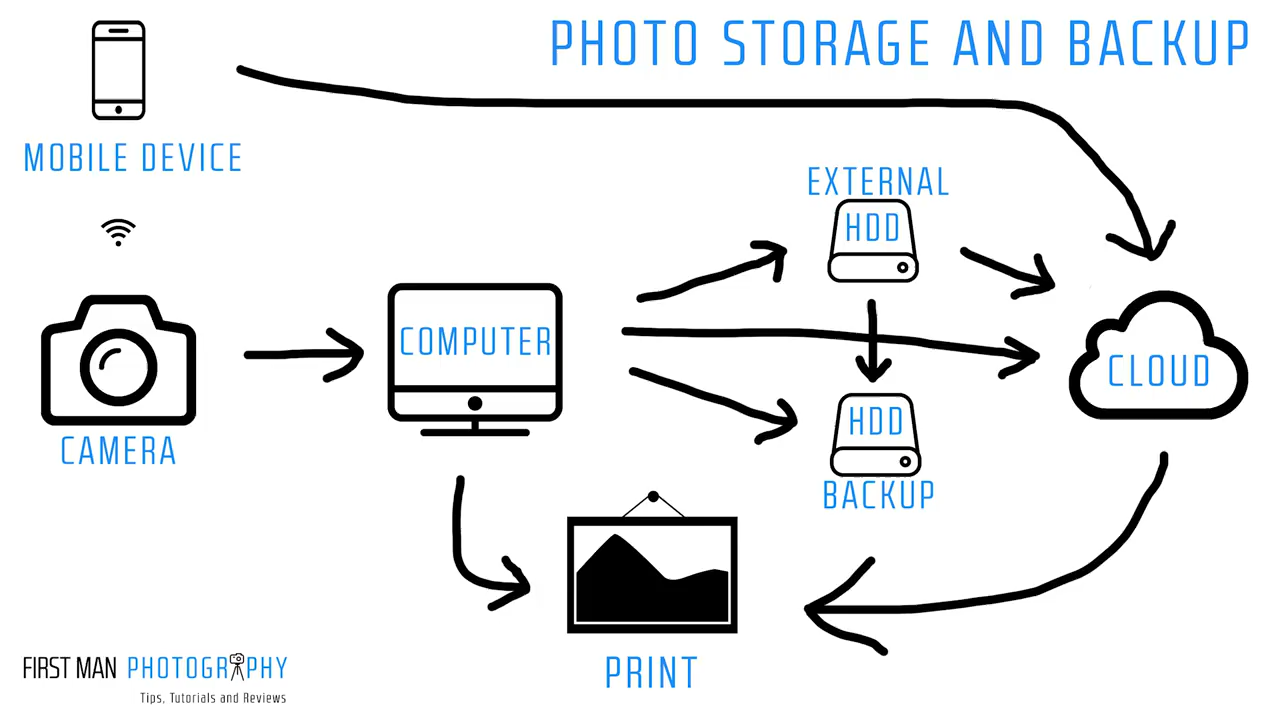 PHOTO STORAGE AND BACKUP
MOBILE DEVICE
EXTERNAL
HDD
COMPUTER
CLOUD
HDD
CAMERA
BACKUP
PRINT
FIRST MAN PHOTOGRAPHY
Tips, Tutorials and Reviews